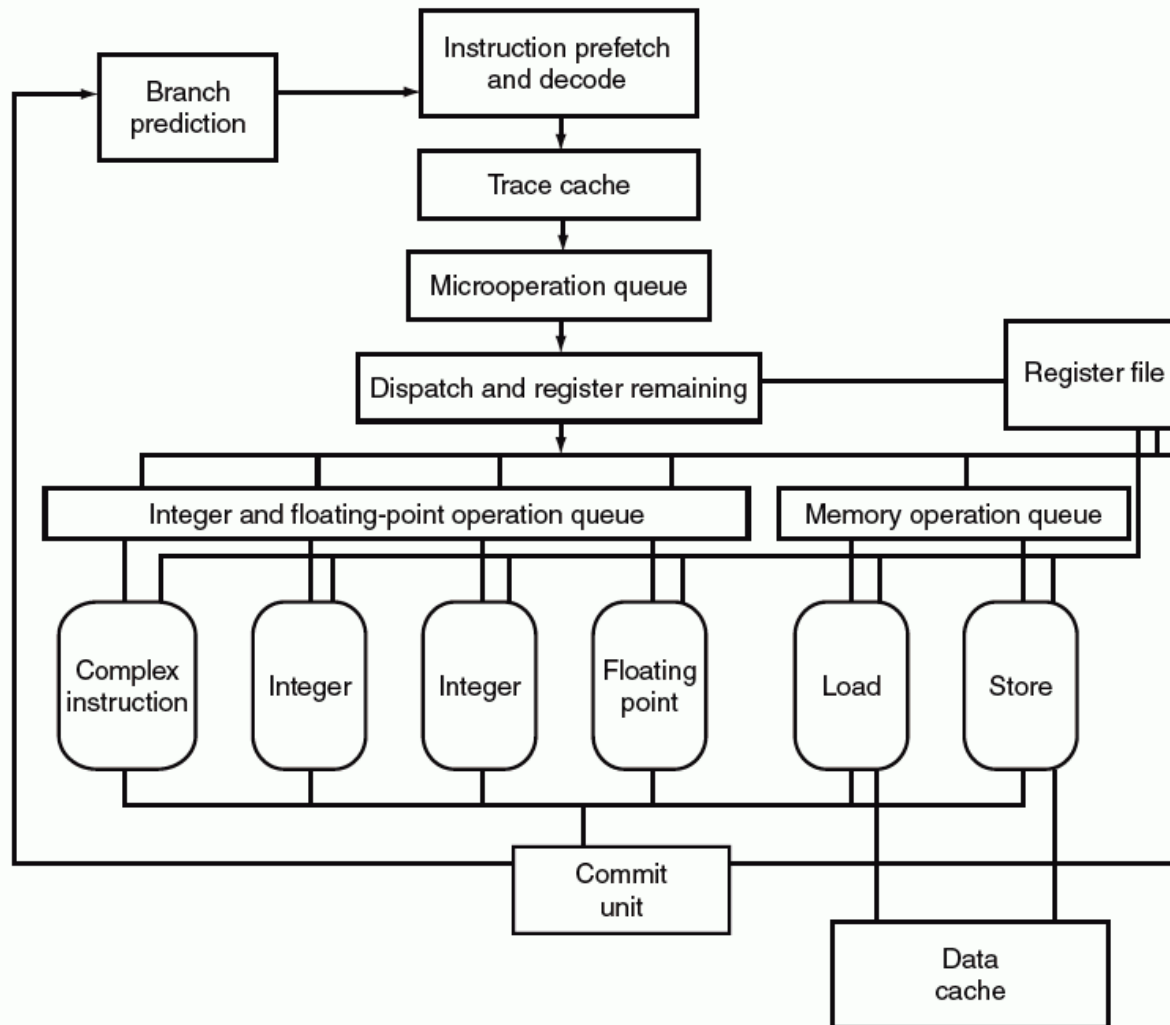 Instruction prefetch
and decode
Branch
prediction
Trace cache
Microoperation queue
Dispatch and register remaining
Register file
Integer and floating-point operation queue
Memory operation queue
Complex
instruction
Integer
Integer
Floating
point
Load
Store
Commit
unit
Data
cache